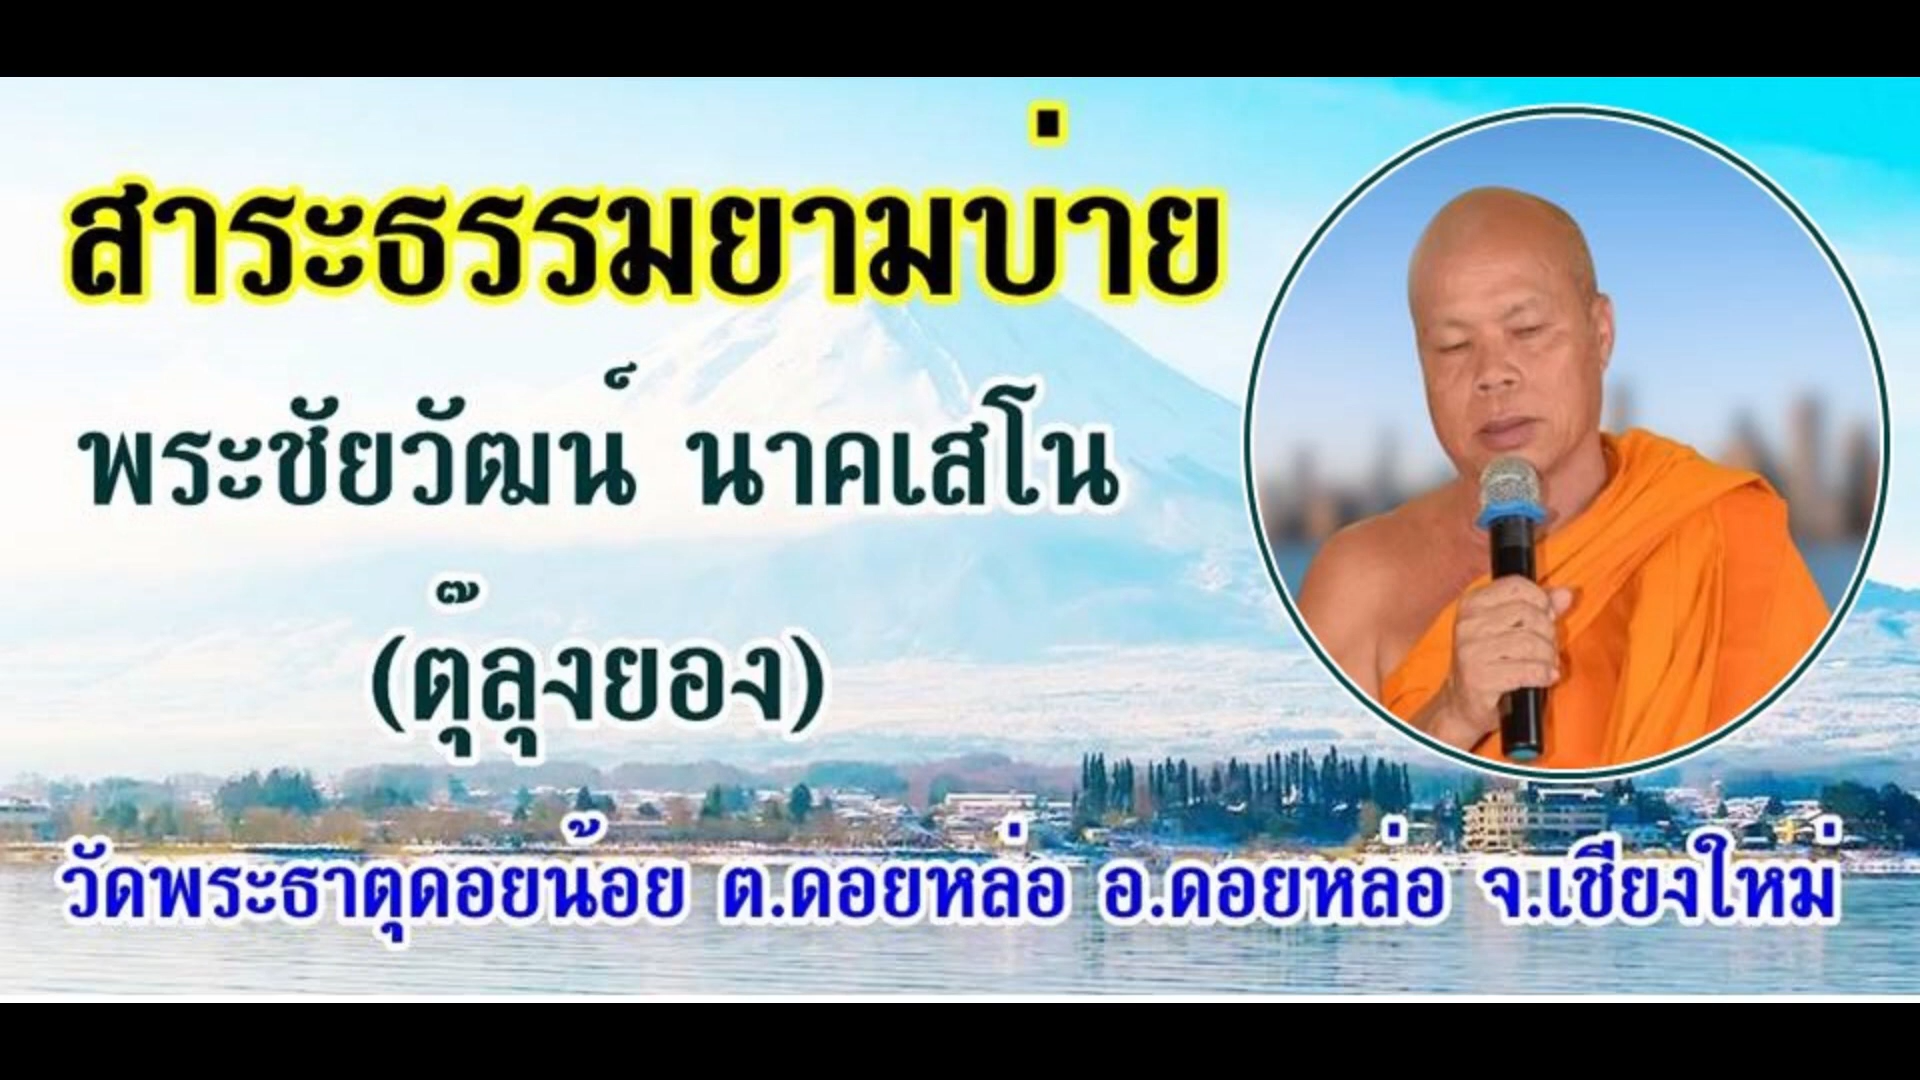 สาระธรรมยามบ่าย
พระชัยวัฒน์ นาคเสโน
(ตุ๊ลุงยอง)
วัดพระธาตุดอยน้อย ต.ดอยหล่อ อ.ดอยหล่อ จ.เชียงใหม่